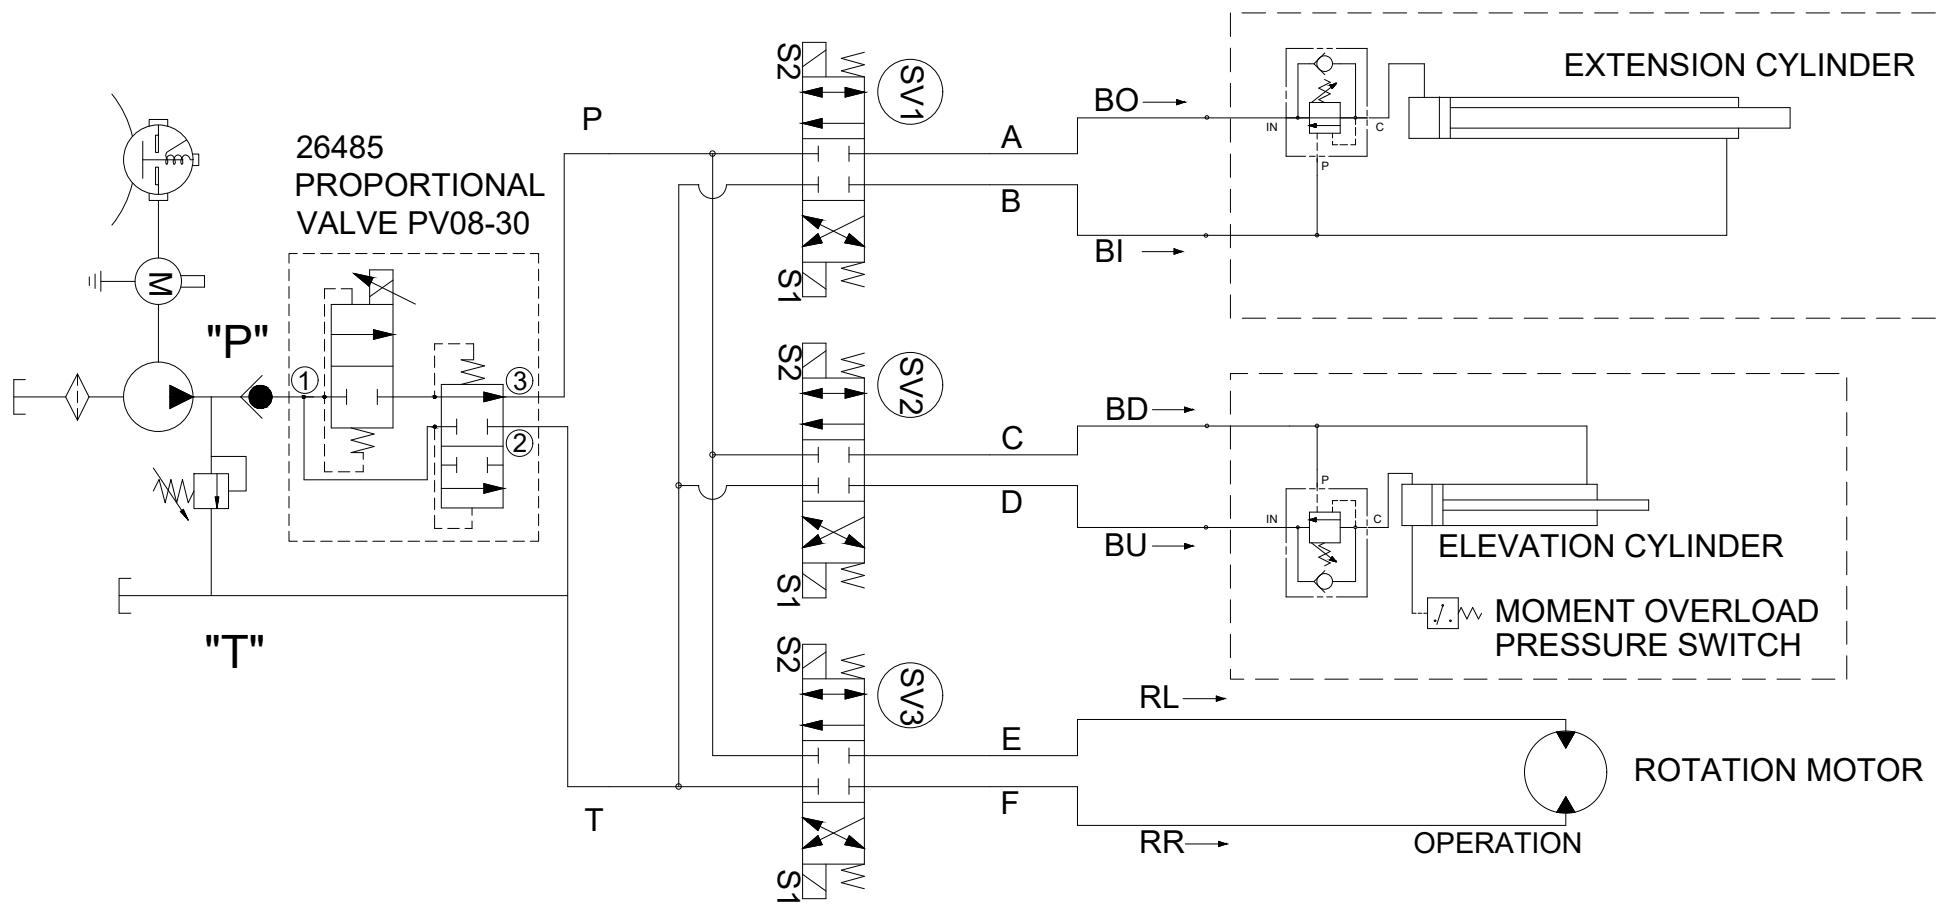 26485
PROPORTIONAL
VALVE PV08-30
M
"P"
1
3
2
"T"
P
T
S2
SV1
S1
S2
SV2
S1
S2
SV3
S1
A
B
C
D
E
F
BO
BI
EXTENSION CYLINDER
IN
C
P
BD
BU
P
IN
C
ELEVATION CYLINDER
MOMENT OVERLOAD
PRESSURE SWITCH
RL
RR
ROTATION MOTOR
OPERATION